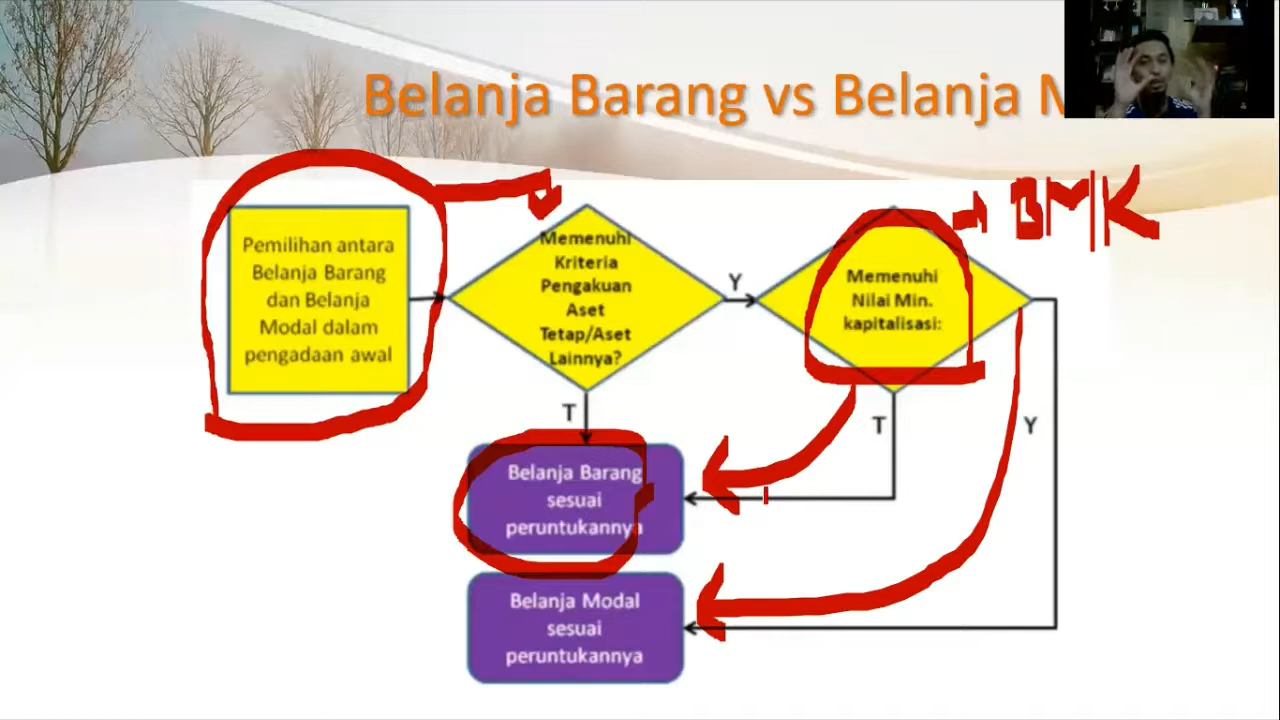 Belanja Barang vs Belanja
BMK
Pemilihan antara
Belanja Barang
dan Belanja
Modal dalam
pengadaan awal
Memenuhi
Kriteria
Pengakuan
Aset
Tetap/Aset
Lainnya?
Y
Memenuhi
Nilai Min.
kapitalisasi:
T
T
Y
Belanja Barang
sesuai
peruntukannya
Belanja Modal
sesuai
peruntukannya